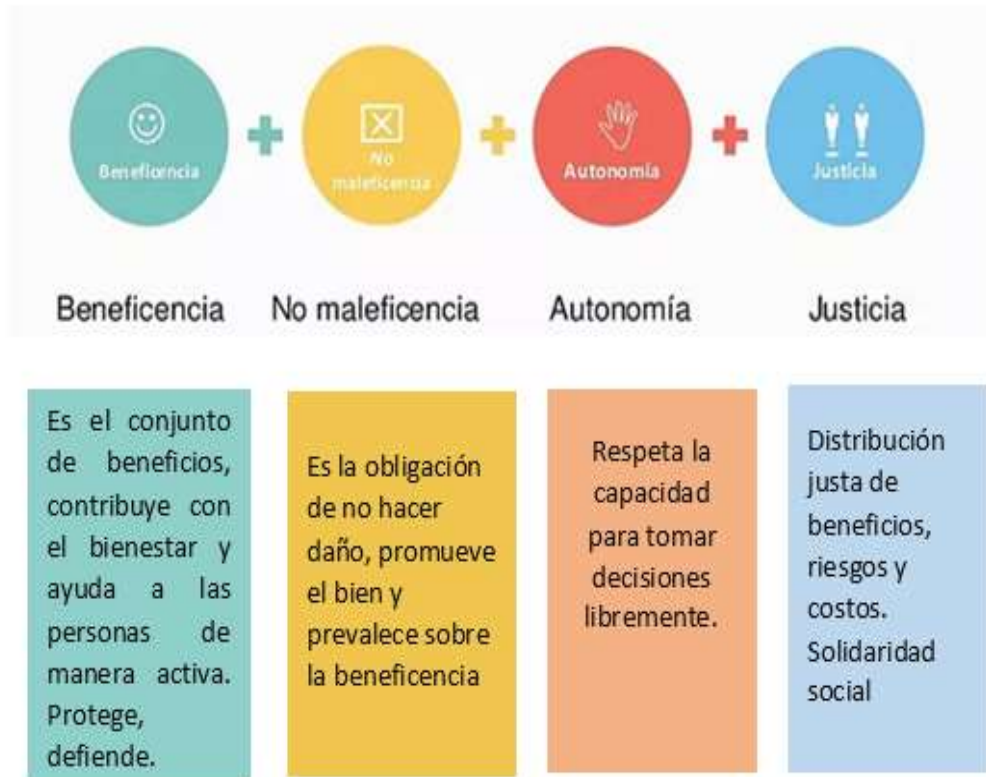 Beneficencia
No
maleficencia
Autonomía
Justicia
Beneficencia
No maleficencia
Autonomía
Justicia
Es el conjunto
de beneficios,
contribuye con
el bienestar y
ayuda a las
personas de
manera activa.
Protege,
defiende.
Es la obligación
de no hacer
daño, promueve
el bien y
prevalece sobre
la beneficencia
Respeta la
capacidad
para tomar
decisiones
libremente.
Distribución
justa de
beneficios,
riesgos y
costos.
Solidaridad
social